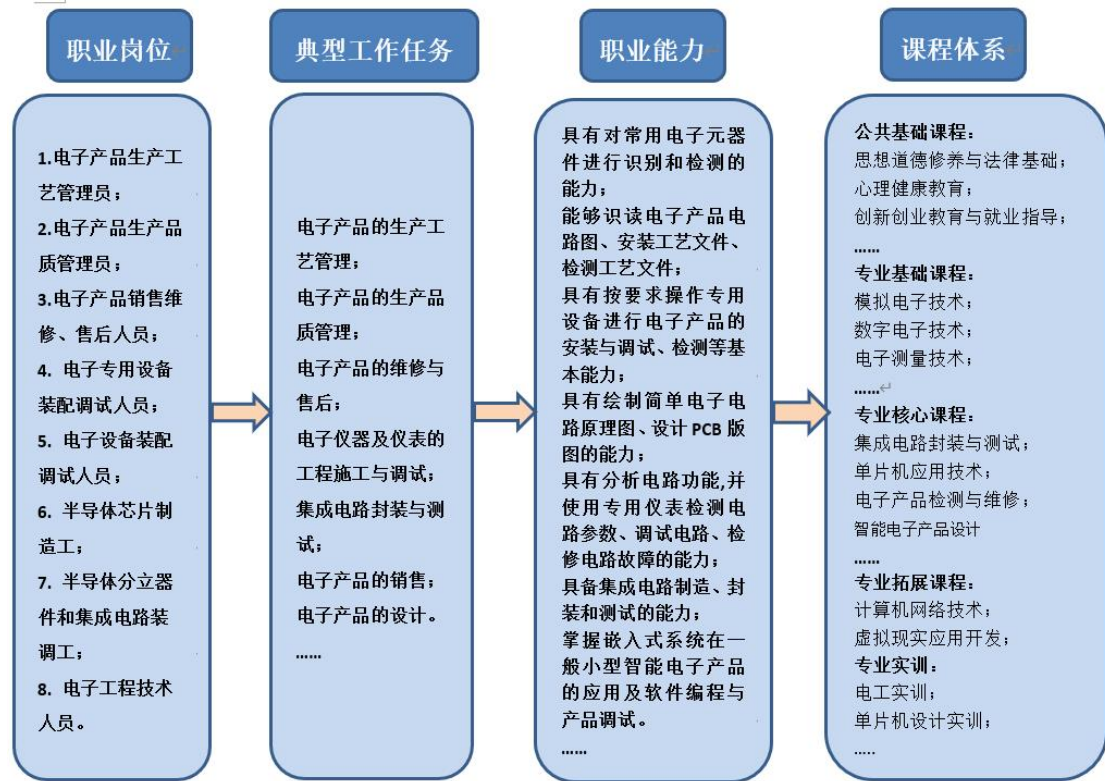 职业岗位
典型工作任务
职业能力
课程体系
1.电子产品生产工
艺管理员；
2.电子产品生产品
质管理员；
3.电子产品销售维
修、售后人员；
4. 电子专用设备
装配调试人员；
5. 电子设备装配
调试人员；
6. 半导体芯片制
造工；
7. 半导体分立器
件和集成电路装
调工；
8. 电子工程技术
人员。
电子产品的生产工
艺管理；
电子产品的生产品
质管理；
电子产品的维修与
售后；
电子仪器及仪表的
工程施工与调试；
集成电路封装与测
试；
电子产品的销售；
电子产品的设计。
……
具有对常用电子元器
件进行识别和检测的
能力；
能够识读电子产品电
路图、安装工艺文件、
检测工艺文件；
具有按要求操作专用
设备进行电子产品的
安装与调试、检测等基
本能力；
具有绘制简单电子电
路原理图、设计 PCB 版
图的能力；
具有分析电路功能,并
使用专用仪表检测电
路参数、调试电路、检
修电路故障的能力；
具备集成电路制造、封
装和测试的能力；
掌握嵌入式系统在一
般小型智能电子产品
的应用及软件编程与
产品调试。
……
公共基础课程：
思想道德修养与法律基础；
心理健康教育；
创新创业教育与就业指导；
……
专业基础课程：
模拟电子技术；
数字电子技术；
电子测量技术；
……
专业核心课程：
集成电路封装与测试；
单片机应用技术；
电子产品检测与维修；
智能电子产品设计
……
专业拓展课程：
计算机网络技术；
虚拟现实应用开发；
专业实训：
电工实训；
单片机设计实训；
…..